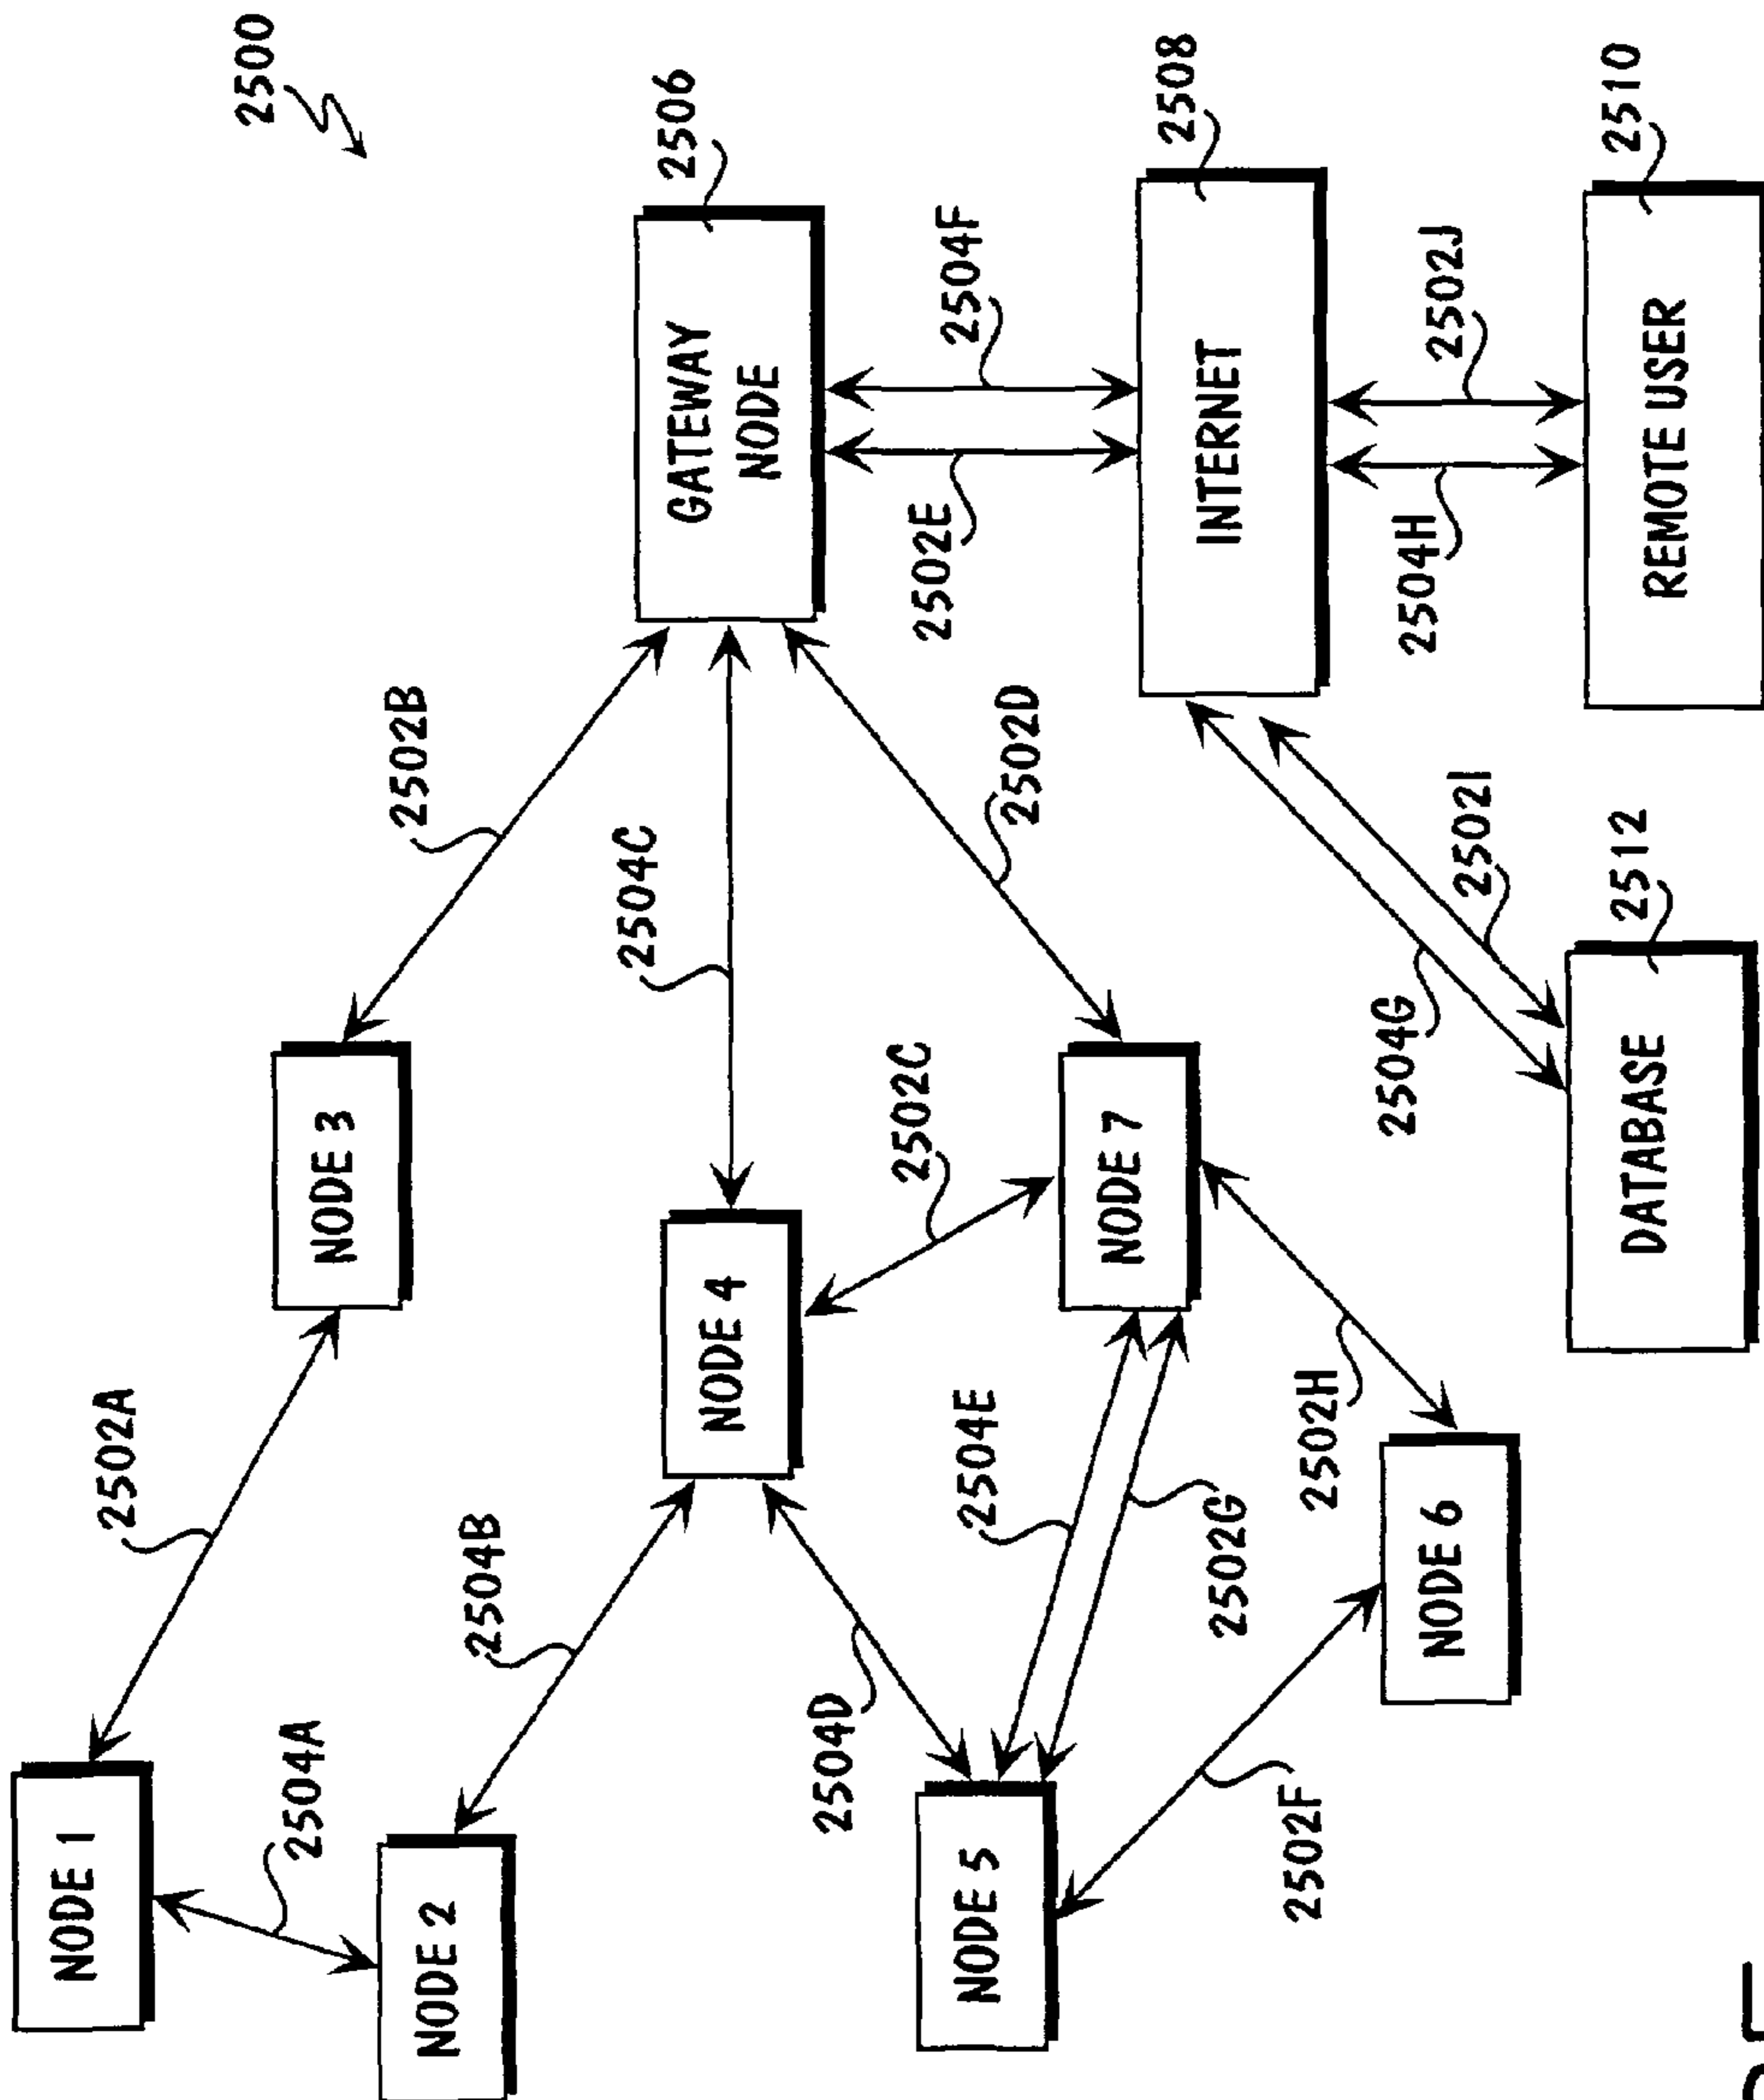 2500
NODE 1
2502A
NODE 3
2502B
GATEWAY
NODE
2506
2504A
NODE 2
2504B
NODE 4
2504C
2504D
2502C
2502D
2502E
2504F
NODE 5
2504E
2502G
NODE 7
INTERNET
2508
2502F
NODE 6
2502H
2504G
2502I
2504H
2502J
DATABASE
2512
REMOTE USER
2510